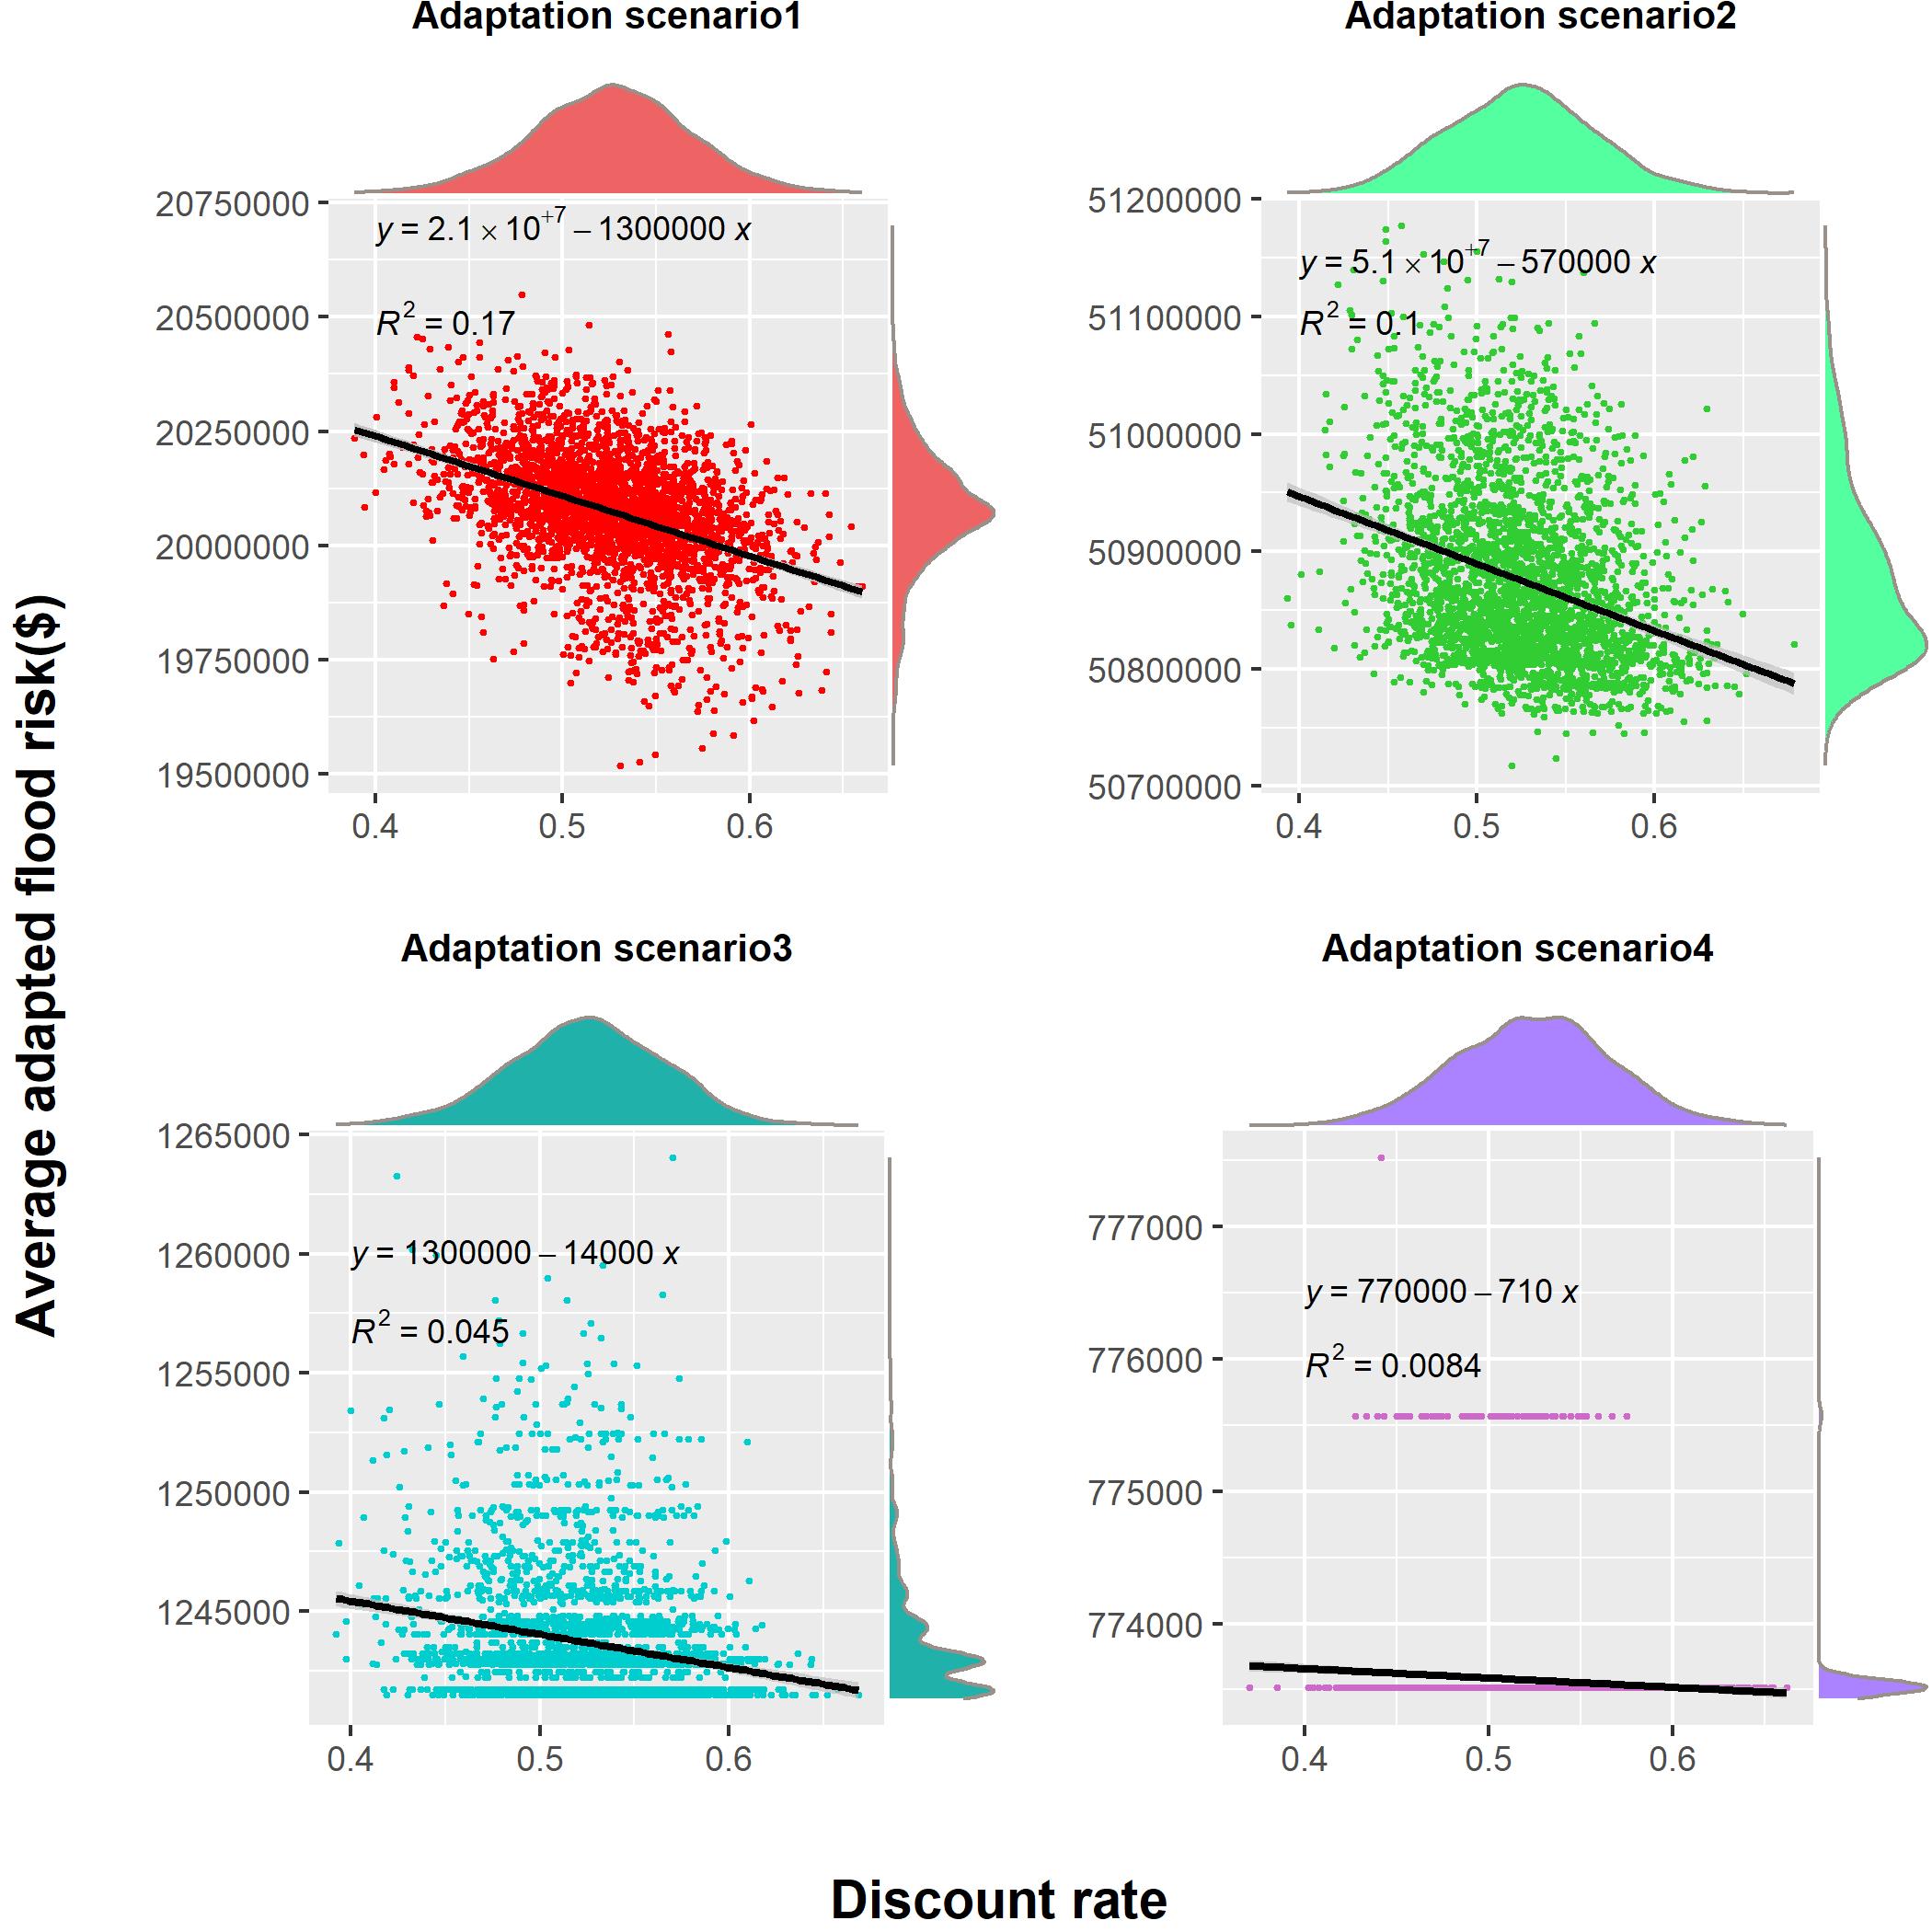 Adaptation scenario1
20750000
20500000
20250000
20000000
19750000
19500000
y = 2.1 × 10⁺⁷ – 1300000 x
R² = 0.17
0.4 0.5 0.6
Adaptation scenario2
51200000
51100000
51000000
50900000
50800000
50700000
y = 5.1 × 10⁺⁷ – 570000 x
R² = 0.1
0.4 0.5 0.6
Average adapted flood risk($)
Adaptation scenario3
1265000
1260000
1255000
1250000
1245000
y = 1300000 – 14000 x
R² = 0.045
0.4 0.5 0.6
Adaptation scenario4
777000
776000
775000
774000
y = 770000 – 710 x
R² = 0.0084
0.4 0.5 0.6
Discount rate